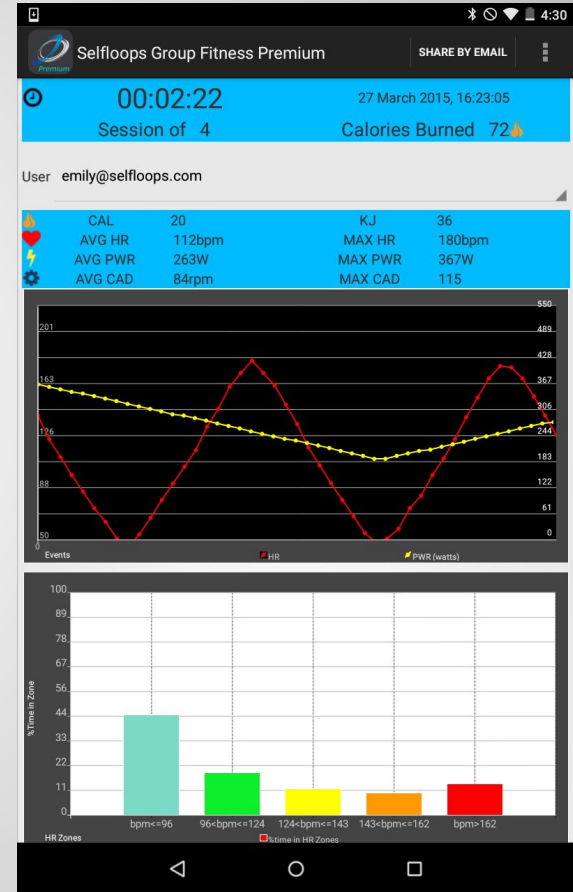 4:30
Premium
Selfloops Group Fitness Premium
SHARE BY EMAIL
00:02:22
27 March 2015, 16:23:05
Session of 4
Calories Burned 72
User emily@selfloops.com
CAL 20 KJ 36
AVG HR 112bpm MAX HR 180bpm
AVG PWR 263W MAX PWR 367W
AVG CAD 84rpm MAX CAD 115
550
201 489
428
163 367
306
126 244
183
88 122
61
50 0
0
Events HR PWR (watts)
100
89
78
67
56
44
33
22
11
0
%Time in Zone
bpm<=96 96<bpm<=124 124<bpm<=143 143<bpm<=162 bpm>162
HR Zones %time in HR Zones